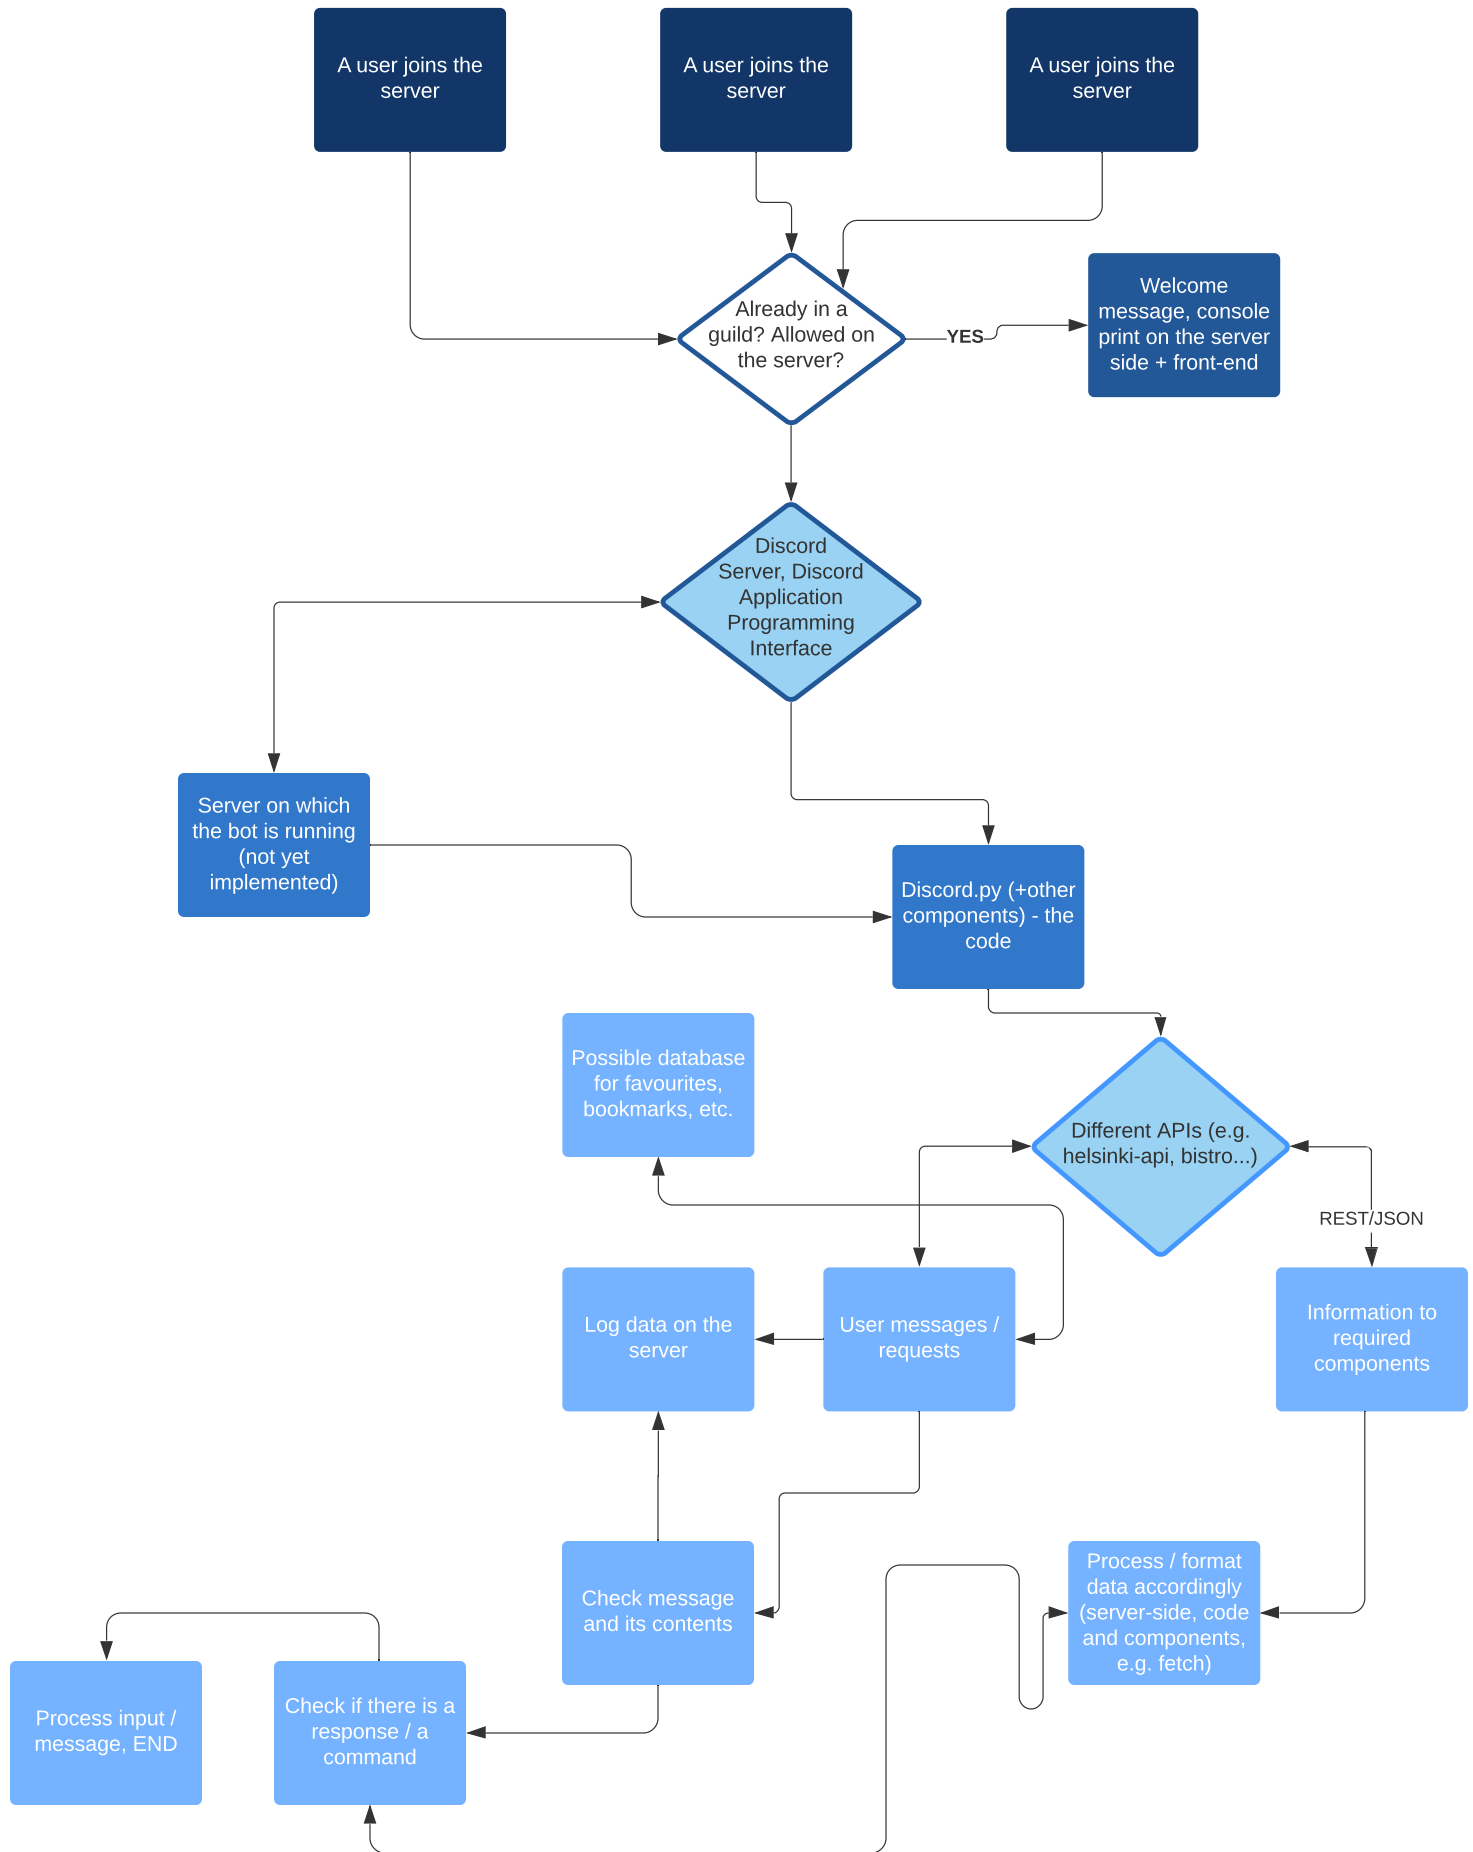 A user joins the
server
A user joins the
server
A user joins the
server
Already in a
guild? Allowed on
the server?
YES
Welcome
message, console
print on the server
side + front-end
Discord
Server, Discord
Application
Programming
Interface
Server on which
the bot is running
(not yet
implemented)
Discord.py (+other
components) - the
code
Possible database
for favourites,
bookmarks, etc.
Different APIs (e.g.
helsinki-api, bistro...)
REST/JSON
Log data on the
server
User messages /
requests
Information to
required
components
Check message
and its contents
Process / format
data accordingly
(server-side, code
and components,
e.g. fetch)
Process input /
message, END
Check if there is a
response / a
command